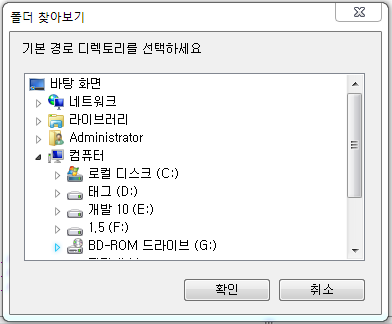 폴더 찾아보기
기본 경로 디렉토리를 선택하세요
바탕 화면
네트워크
라이브러리
Administrator
컴퓨터
로컬 디스크 (C:)
태그 (D:)
개발 10 (E:)
1.5 (F:)
BD-ROM 드라이브 (G:)
확인
취소